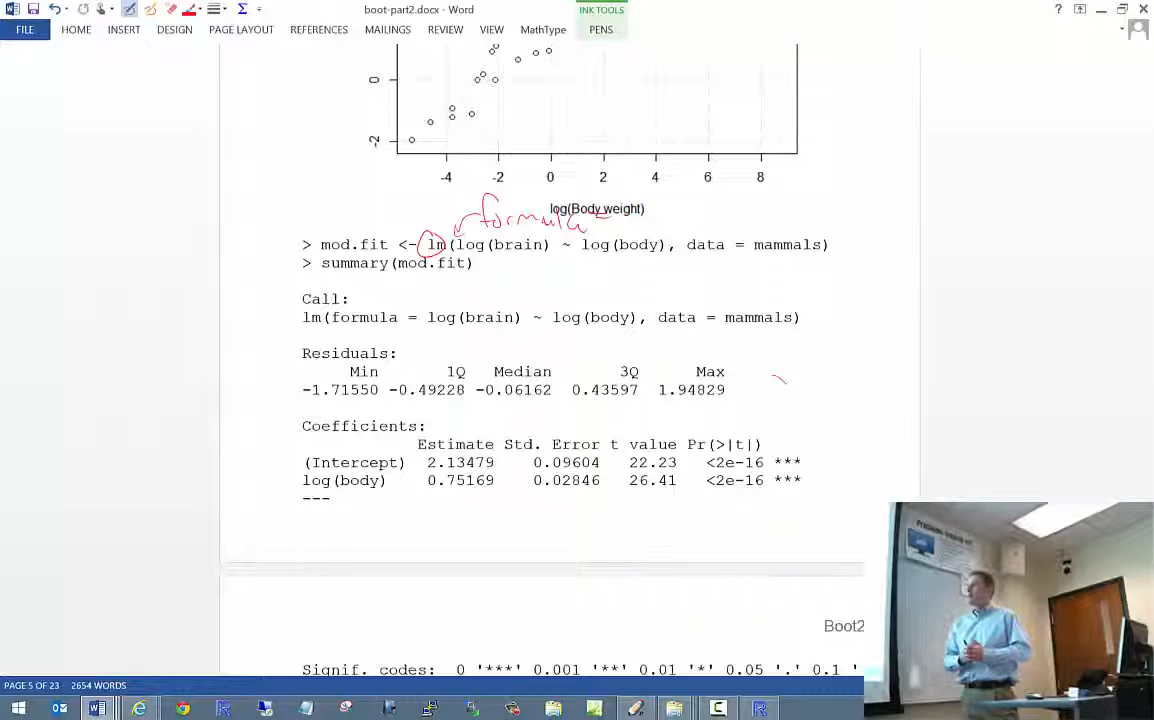 boot-part2.docx - Word
INK TOOLS
FILE HOME INSERT DESIGN PAGE LAYOUT REFERENCES MAILINGS REVIEW VIEW MathType PENS
0
-2
-4 -2 0 2 4 6 8
log(Body weight)
formula
> mod.fit <- lm(log(brain) ~ log(body), data = mammals)
> summary(mod.fit)
Call:
lm(formula = log(brain) ~ log(body), data = mammals)
Residuals:
Min 1Q Median 3Q Max
-1.71550 -0.49228 -0.06162 0.43597 1.94829
Coefficients:
Estimate Std. Error t value Pr(>|t|)
(Intercept) 2.13479 0.09604 22.23 <2e-16 ***
log(body) 0.75169 0.02846 26.41 <2e-16 ***
---
Boot2
Signif. codes: 0 '***' 0.001 '**' 0.01 '*' 0.05 '.' 0.1 '
PAGE 5 OF 23 2654 WORDS